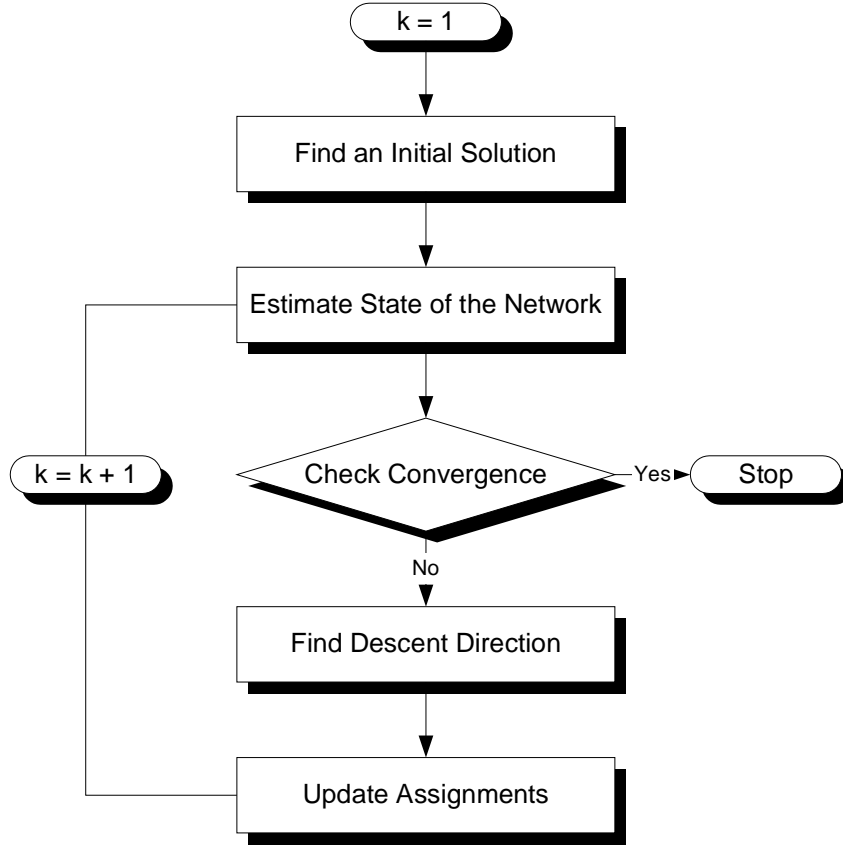 k = 1
Find an Initial Solution
Estimate State of the Network
k = k + 1
Check Convergence
Yes
Stop
No
Find Descent Direction
Update Assignments